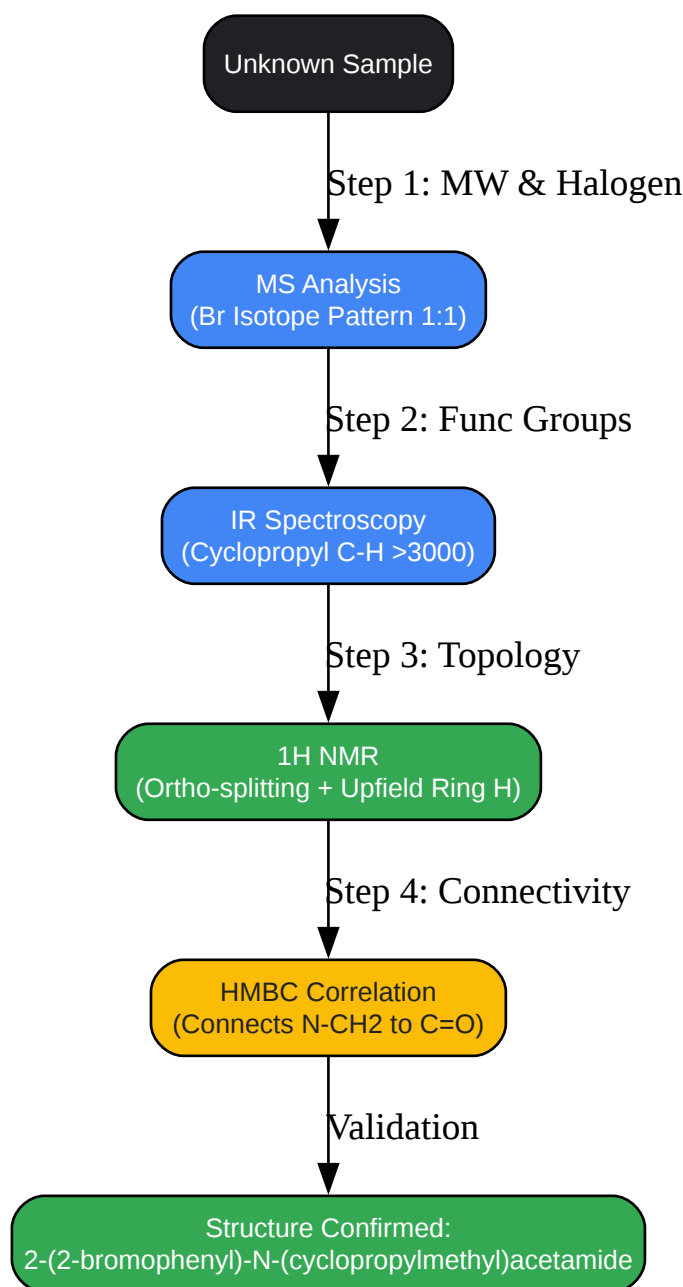 Unknown Sample
Step 1: MW & Halogen
MS Analysis
(Br Isotope Pattern 1:1)
Step 2: Func Groups
IR Spectroscopy
(Cyclopropyl C-H >3000)
Step 3: Topology
1H NMR
(Ortho-splitting + Upfield Ring H)
Step 4: Connectivity
HMBC Correlation
(Connects N-CH2 to C=O)
Validation
Structure Confirmed:
2-(2-bromophenyl)-N-(cyclopropylmethyl)acetamide